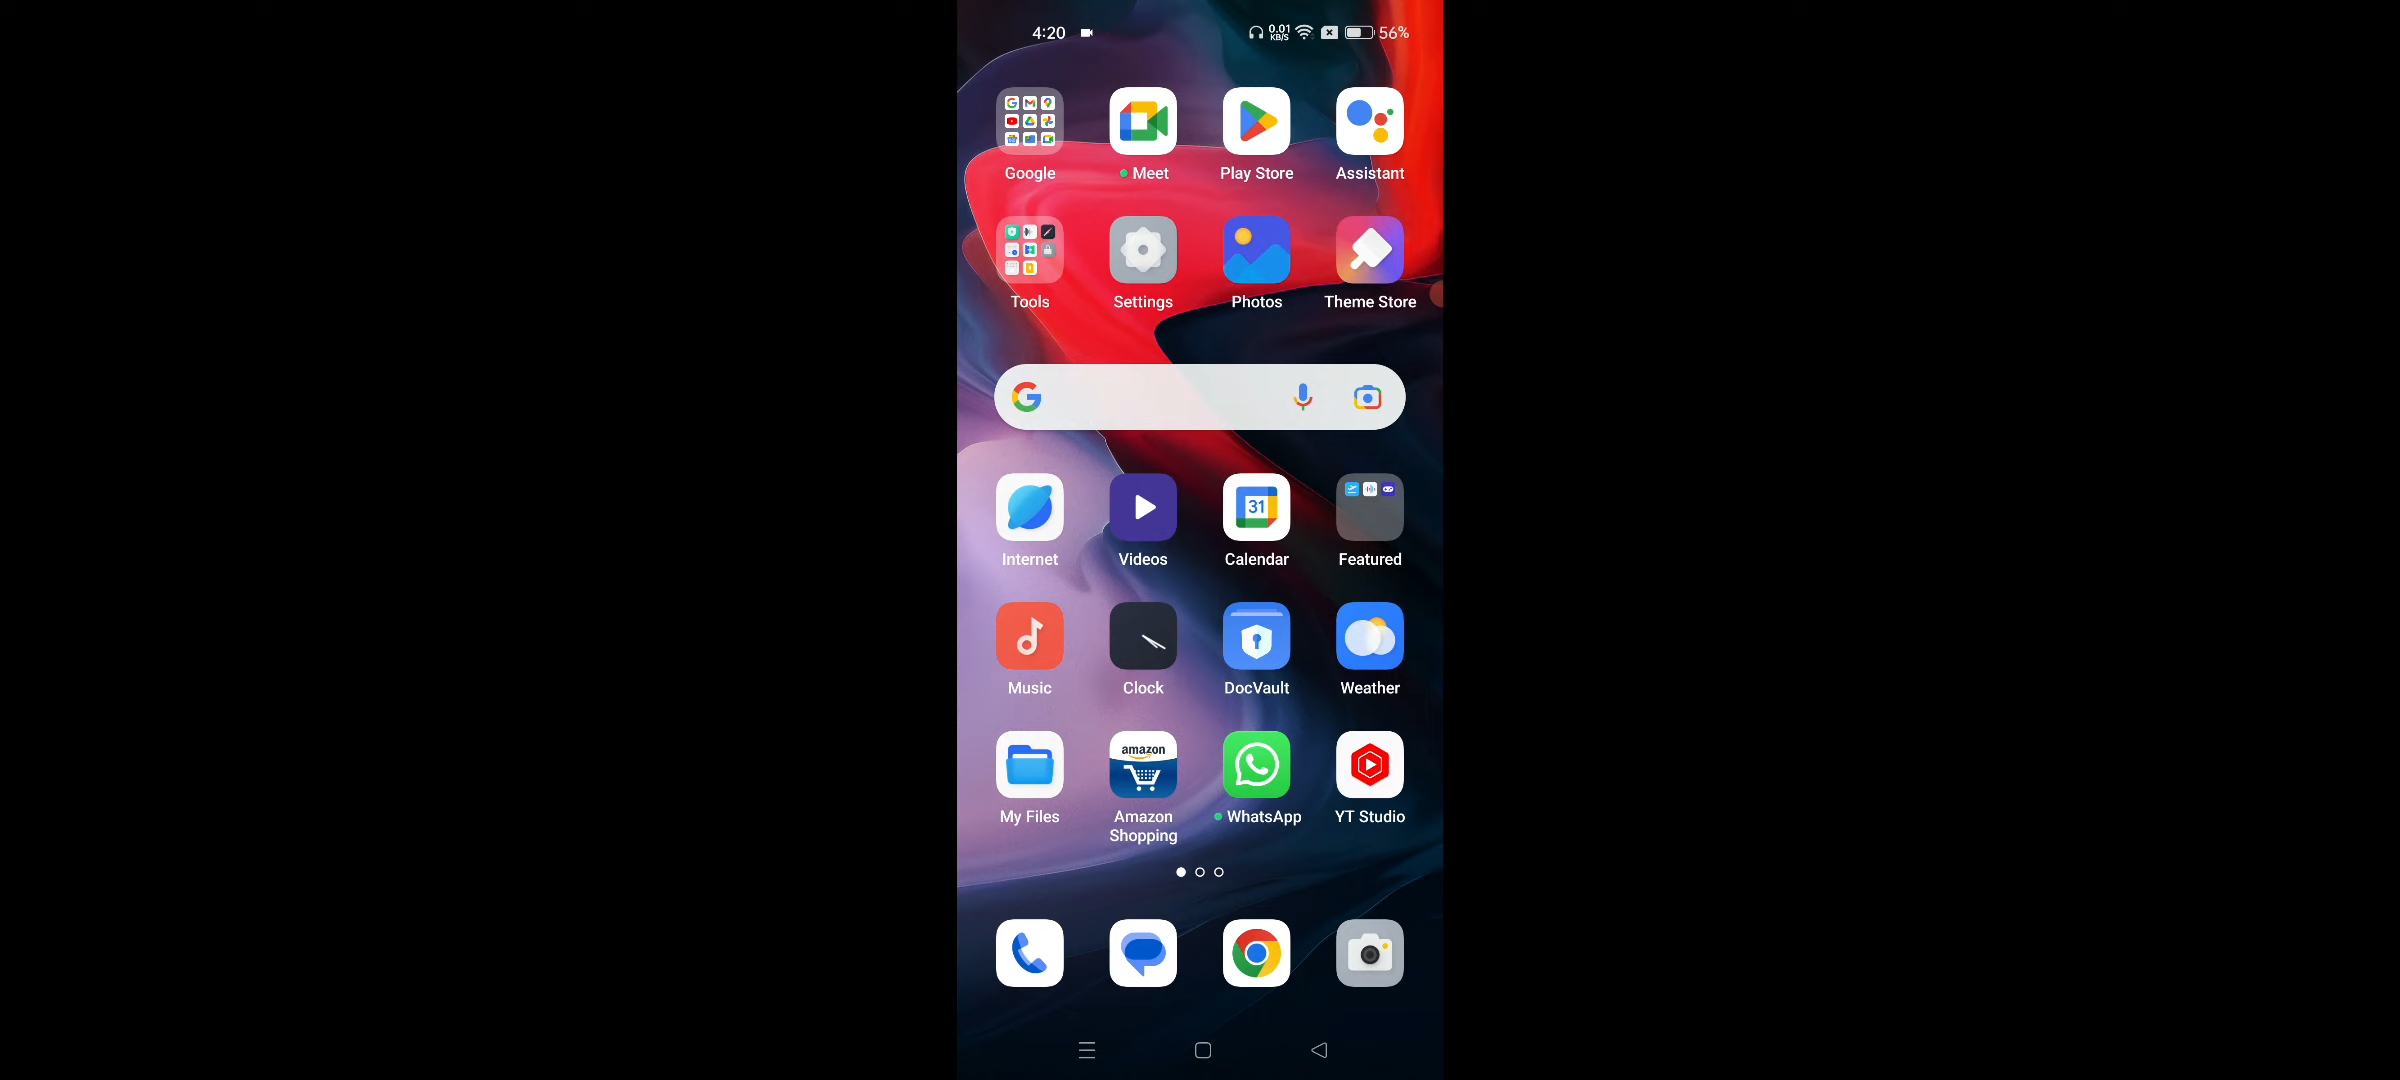 4:20 0.01 KB/S 56%
Google Meet Play Store Assistant
Tools Settings Photos Theme Store
31
Internet Videos Calendar Featured
Music Clock DocVault Weather
amazon
My Files Amazon Shopping WhatsApp YT Studio